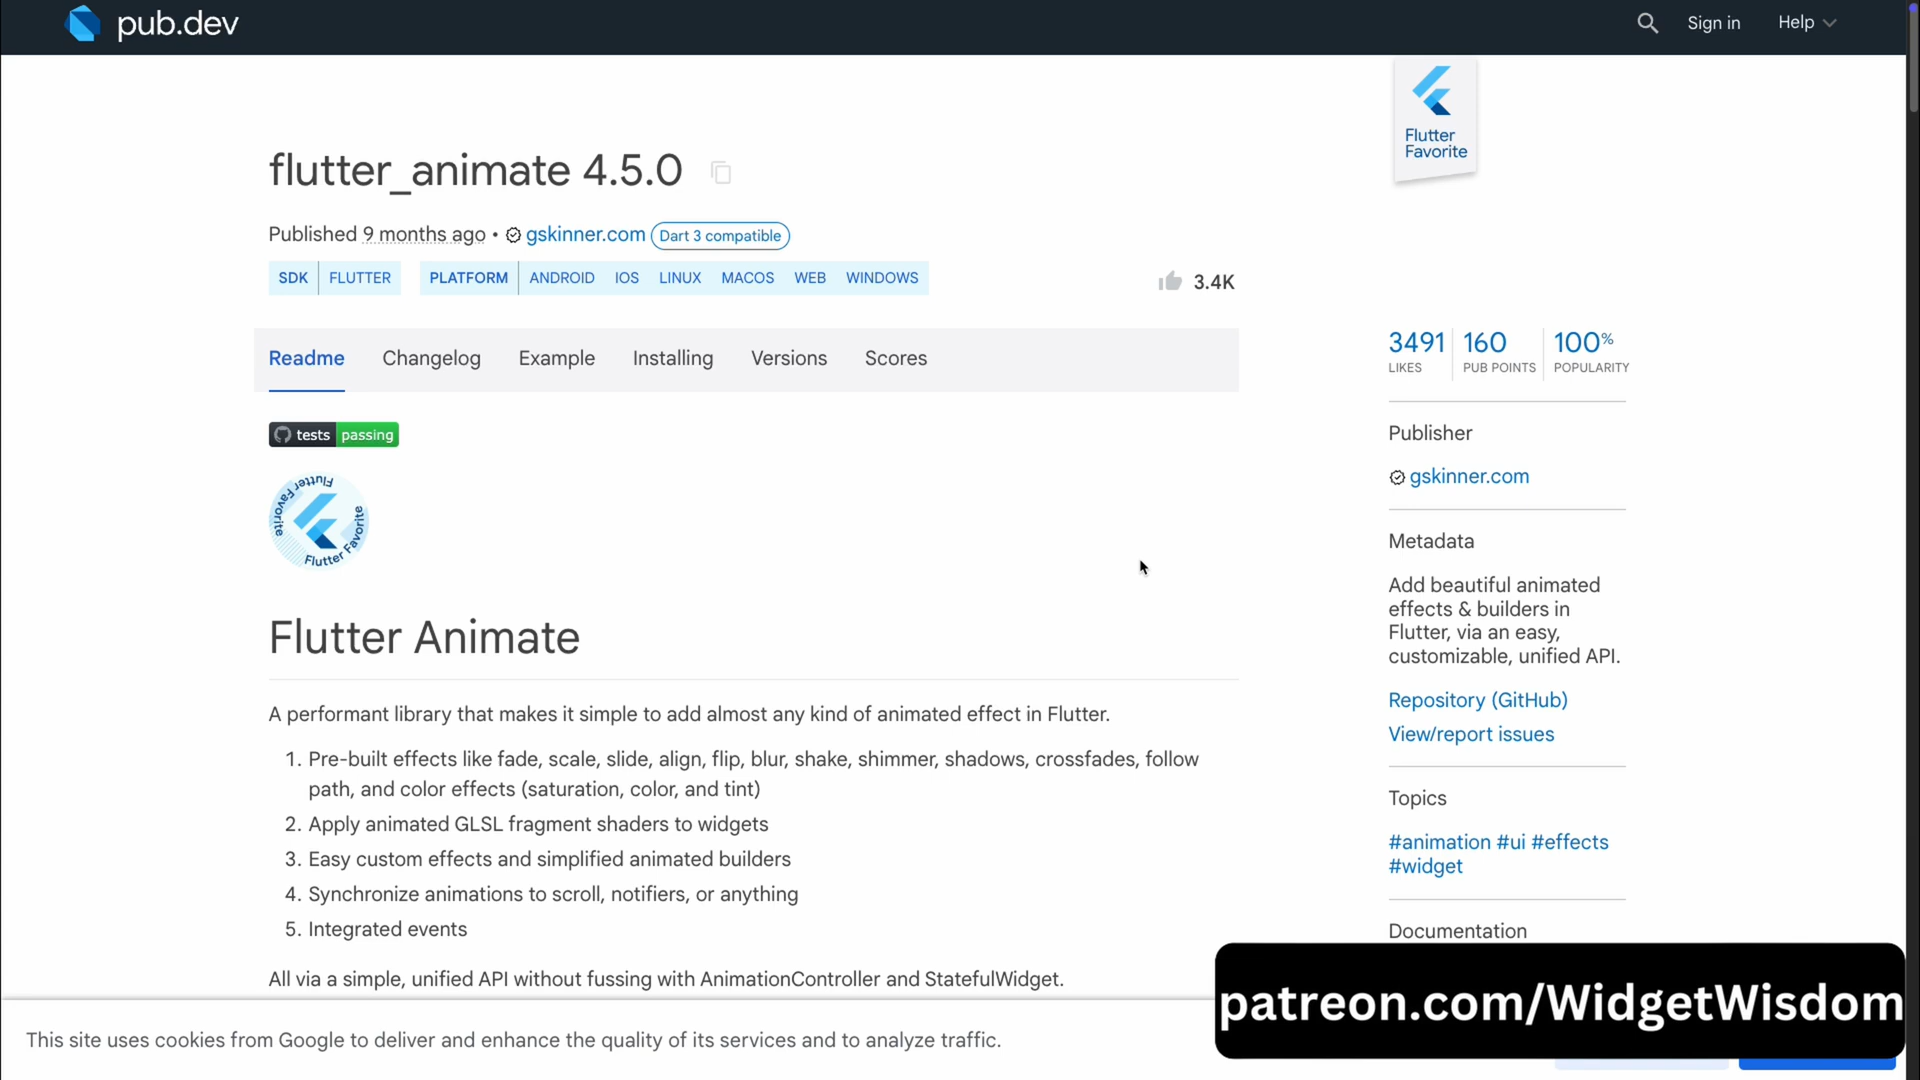 pub.dev
Sign in
Help
Flutter
Favorite
flutter_animate 4.5.0
Published 9 months ago • gskinner.com Dart 3 compatible
SDK FLUTTER PLATFORM ANDROID IOS LINUX MACOS WEB WINDOWS
3.4K
Readme Changelog Example Installing Versions Scores
tests passing
Flutter Favorite
Flutter Favorite
Flutter Animate
A performant library that makes it simple to add almost any kind of animated effect in Flutter.
1. Pre-built effects like fade, scale, slide, align, flip, blur, shake, shimmer, shadows, crossfades, follow
path, and color effects (saturation, color, and tint)
2. Apply animated GLSL fragment shaders to widgets
3. Easy custom effects and simplified animated builders
4. Synchronize animations to scroll, notifiers, or anything
5. Integrated events
All via a simple, unified API without fussing with AnimationController and StatefulWidget.
3491 160 100%
LIKES PUB POINTS POPULARITY
Publisher
gskinner.com
Metadata
Add beautiful animated
effects & builders in
Flutter, via an easy,
customizable, unified API.
Repository (GitHub)
View/report issues
Topics
#animation #ui #effects
#widget
Documentation
patreon.com/WidgetWisdom
This site uses cookies from Google to deliver and enhance the quality of its services and to analyze traffic.